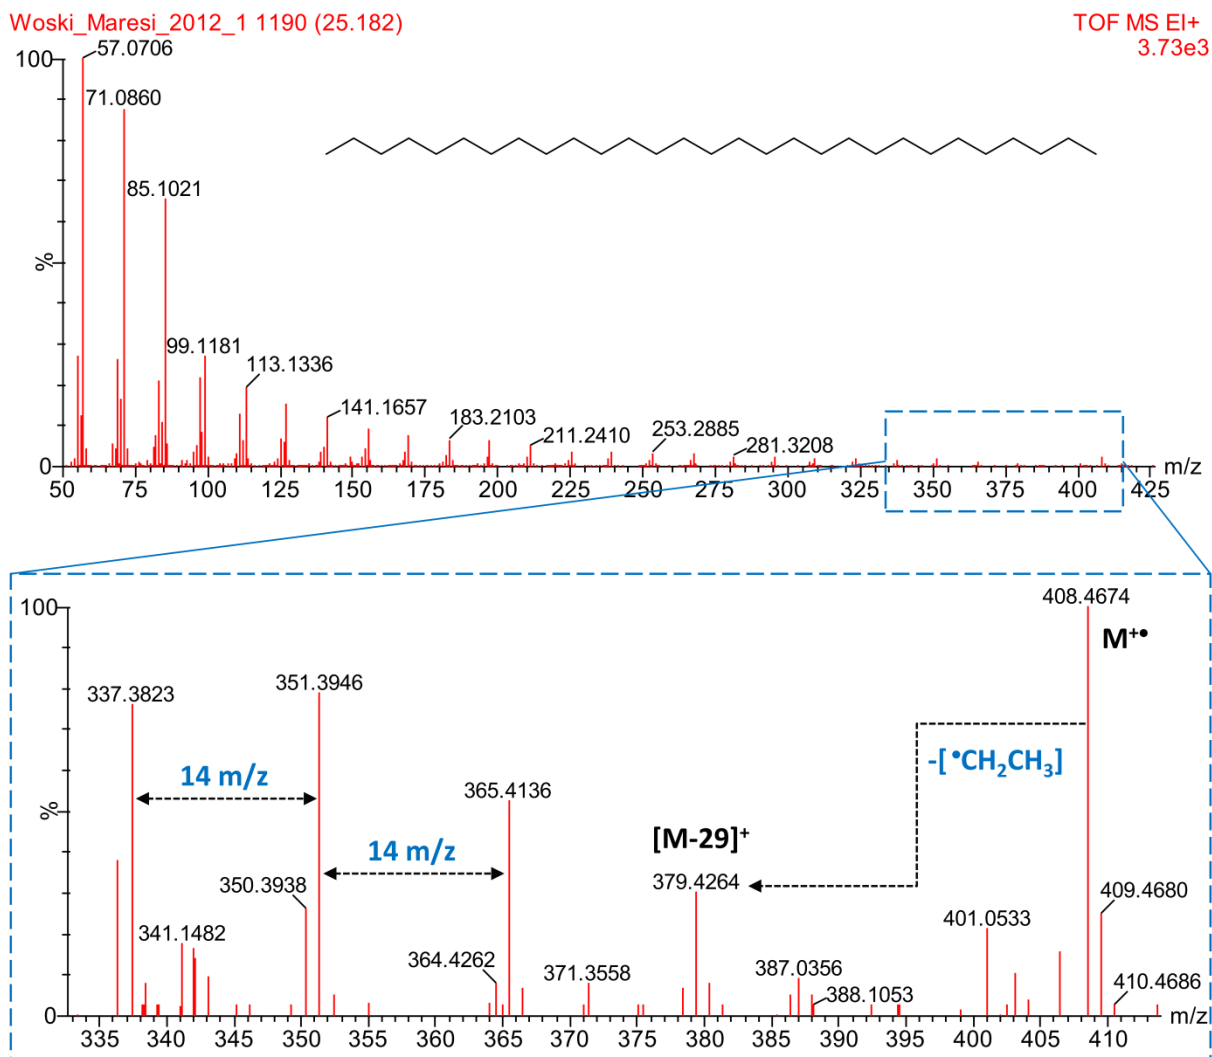 Woski_Maresi_2012_1 1190 (25.182)
TOF MS EI+
3.73e3
100
57.0706
71.0860
85.1021
%
99.1181
113.1336
141.1657
183.2103
211.2410
253.2885
281.3208
0
m/z
50 75 100 125 150 175 200 225 250 275 300 325 350 375 400 425
100
408.4674
M⁺•
337.3823
351.3946
14 m/z
-[•CH₂CH₃]
365.4136
%
[M-29]⁺
14 m/z
379.4264
350.3938
409.4680
401.0533
341.1482
364.4262
371.3558
387.0356
388.1053
410.4686
0
m/z
335 340 345 350 355 360 365 370 375 380 385 390 395 400 405 410